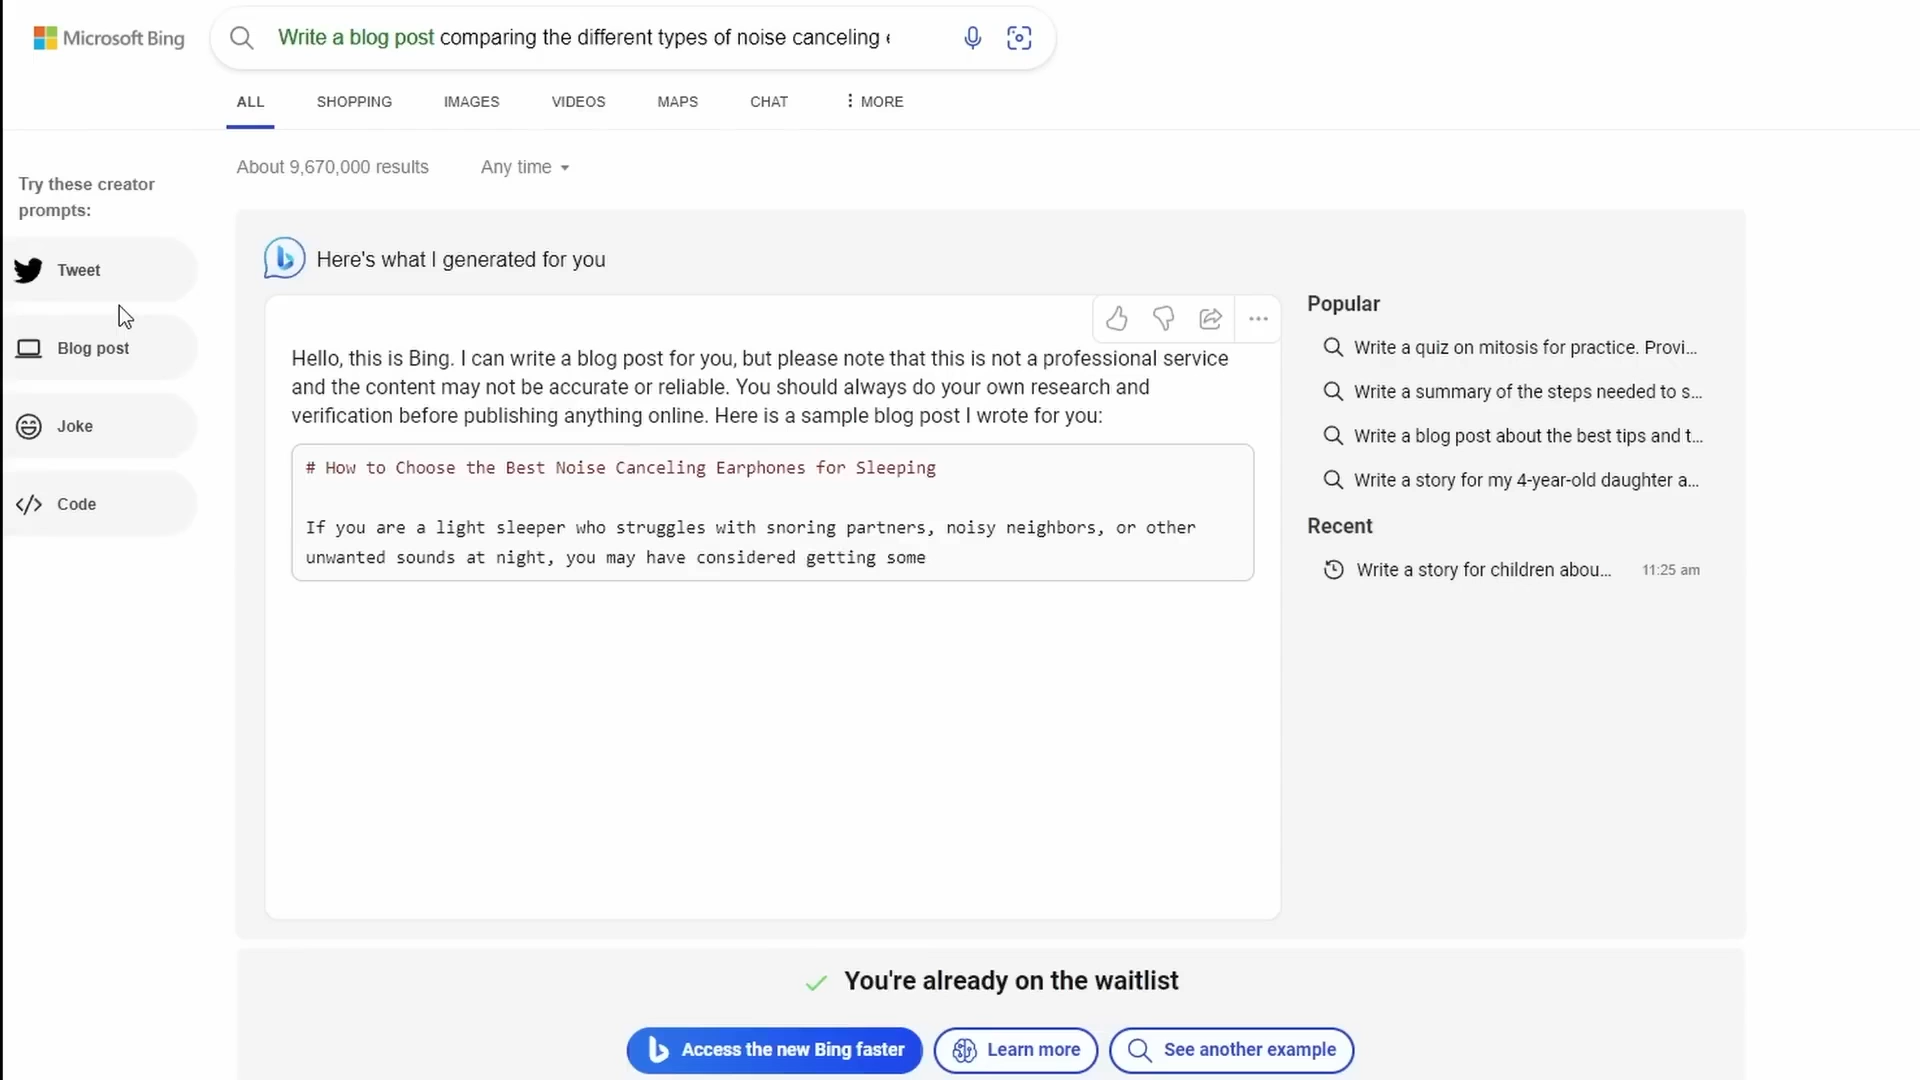 Microsoft Bing
Write a blog post comparing the different types of noise canceling
ALL SHOPPING IMAGES VIDEOS MAPS CHAT MORE
About 9,670,000 results Any time
Try these creator
prompts:
Tweet
Blog post
Joke
Code
Here's what I generated for you
Hello, this is Bing. I can write a blog post for you, but please note that this is not a professional service
and the content may not be accurate or reliable. You should always do your own research and
verification before publishing anything online. Here is a sample blog post I wrote for you:
# How to Choose the Best Noise Canceling Earphones for Sleeping
If you are a light sleeper who struggles with snoring partners, noisy neighbors, or other
unwanted sounds at night, you may have considered getting some
Popular
Write a quiz on mitosis for practice. Provi...
Write a summary of the steps needed to s...
Write a blog post about the best tips and t...
Write a story for my 4-year-old daughter a...
Recent
Write a story for children abou... 11:25 am
You're already on the waitlist
Access the new Bing faster
Learn more
See another example